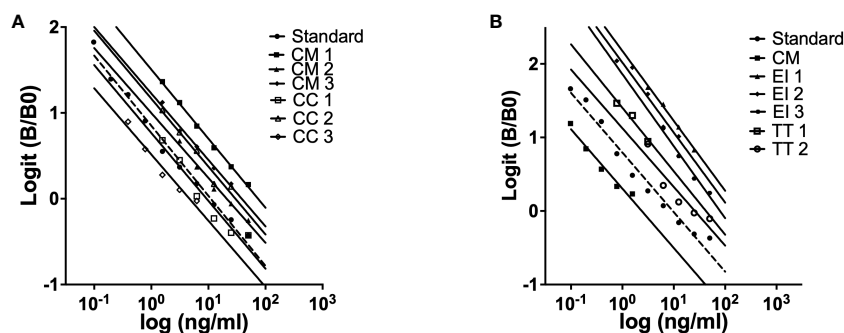 A
Logit (B/B0)
2
1
0
-1
10-1
100
101
102
103
log (ng/ml)
Standard
CM 1
CM 2
CM 3
CC 1
CC 2
CC 3
B
Logit (B/B0)
2
1
0
-1
10-1
100
101
102
103
log (ng/ml)
Standard
CM
EI 1
EI 2
EI 3
TT 1
TT 2